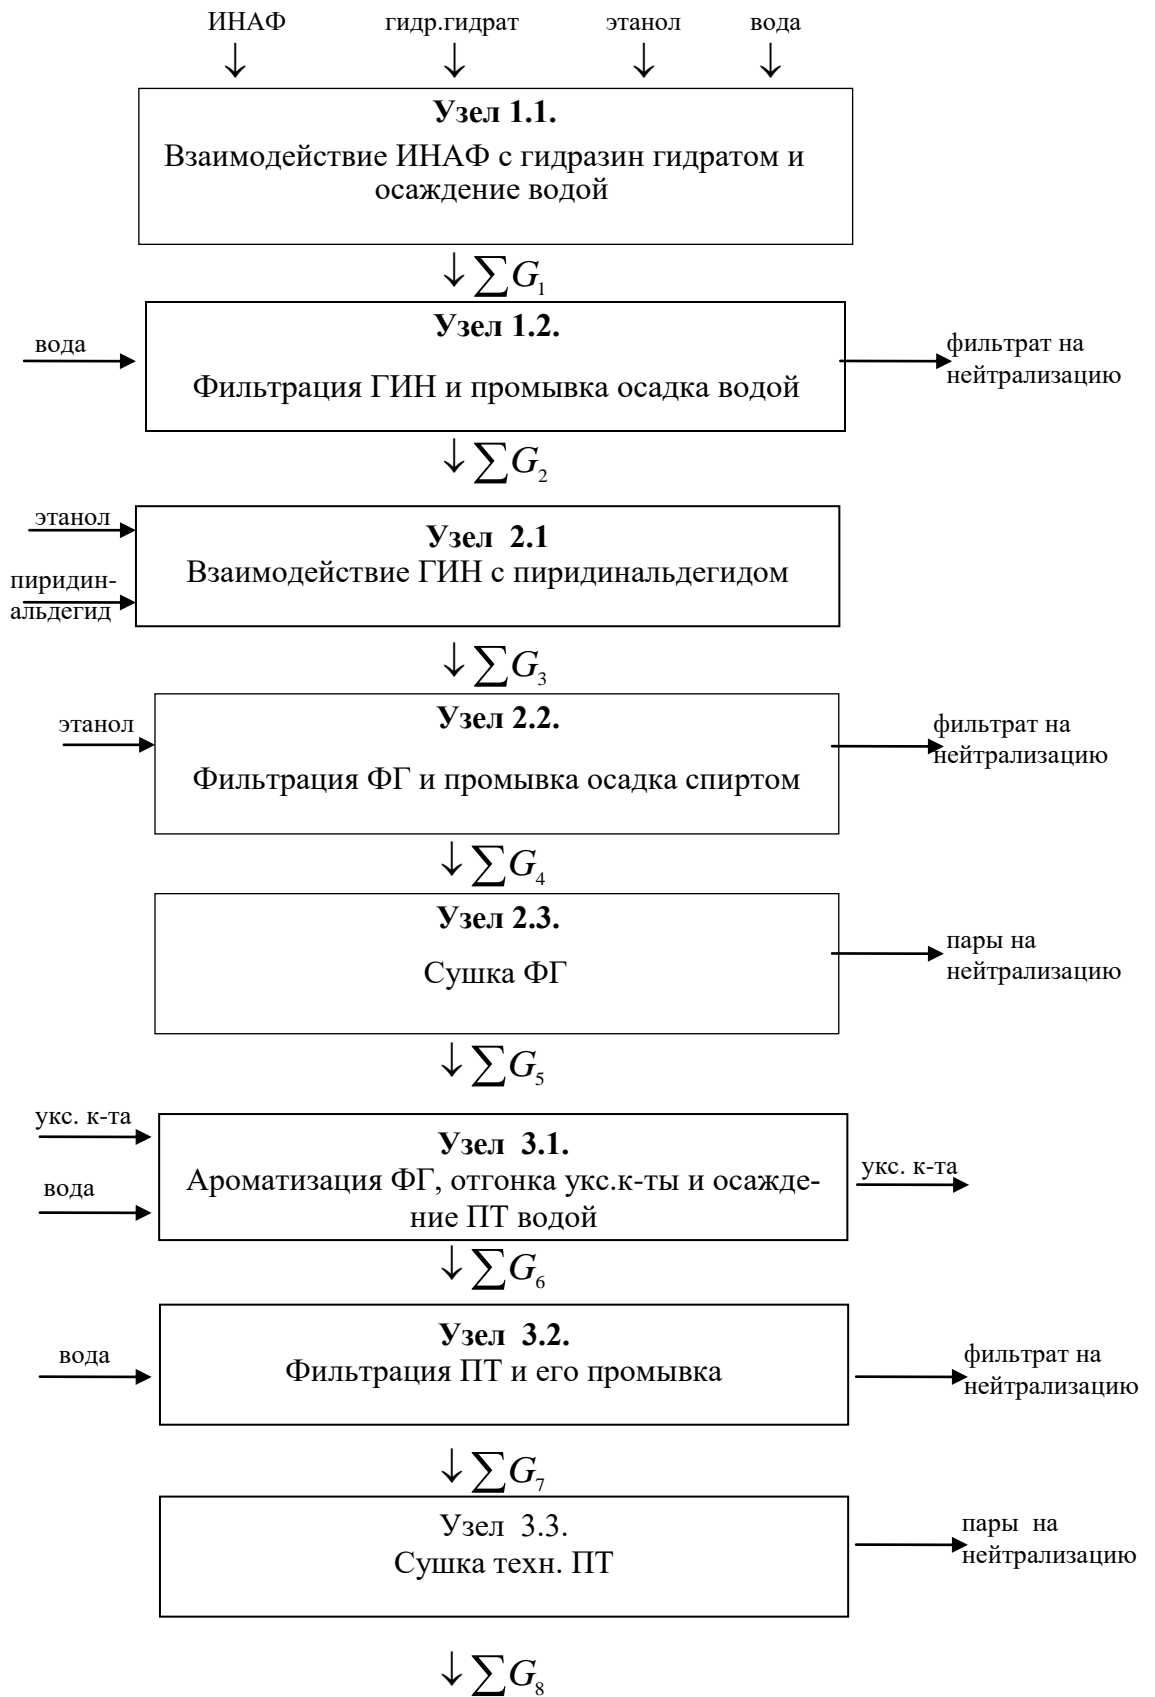 ИНАФ гидр.гидрат этанол вода
Узел 1.1.
Взаимодействие ИНАФ с гидразин гидратом и
осаждение водой
↓ ∑G₁
Узел 1.2.
вода
фильтрат на
нейтрализацию
Фильтрация ГИН и промывка осадка водой
↓ ∑G₂
этанол
Узел 2.1
Взаимодействие ГИН с пиридинальдегидом
пиридин-
альдегид
↓ ∑G₃
этанол
Узел 2.2.
фильтрат на
нейтрализацию
Фильтрация ФГ и промывка осадка спиртом
↓ ∑G₄
Узел 2.3.
пары на
нейтрализацию
Сушка ФГ
↓ ∑G₅
укс. к-та
Узел 3.1.
укс. к-та
вода
Ароматизация ФГ, отгонка укс.к-ты и осажде-
ние ПТ водой
↓ ∑G₆
Узел 3.2.
вода
фильтрат на
нейтрализацию
Фильтрация ПТ и его промывка
↓ ∑G₇
Узел 3.3.
пары на
нейтрализацию
Сушка техн. ПТ
↓ ∑G₈